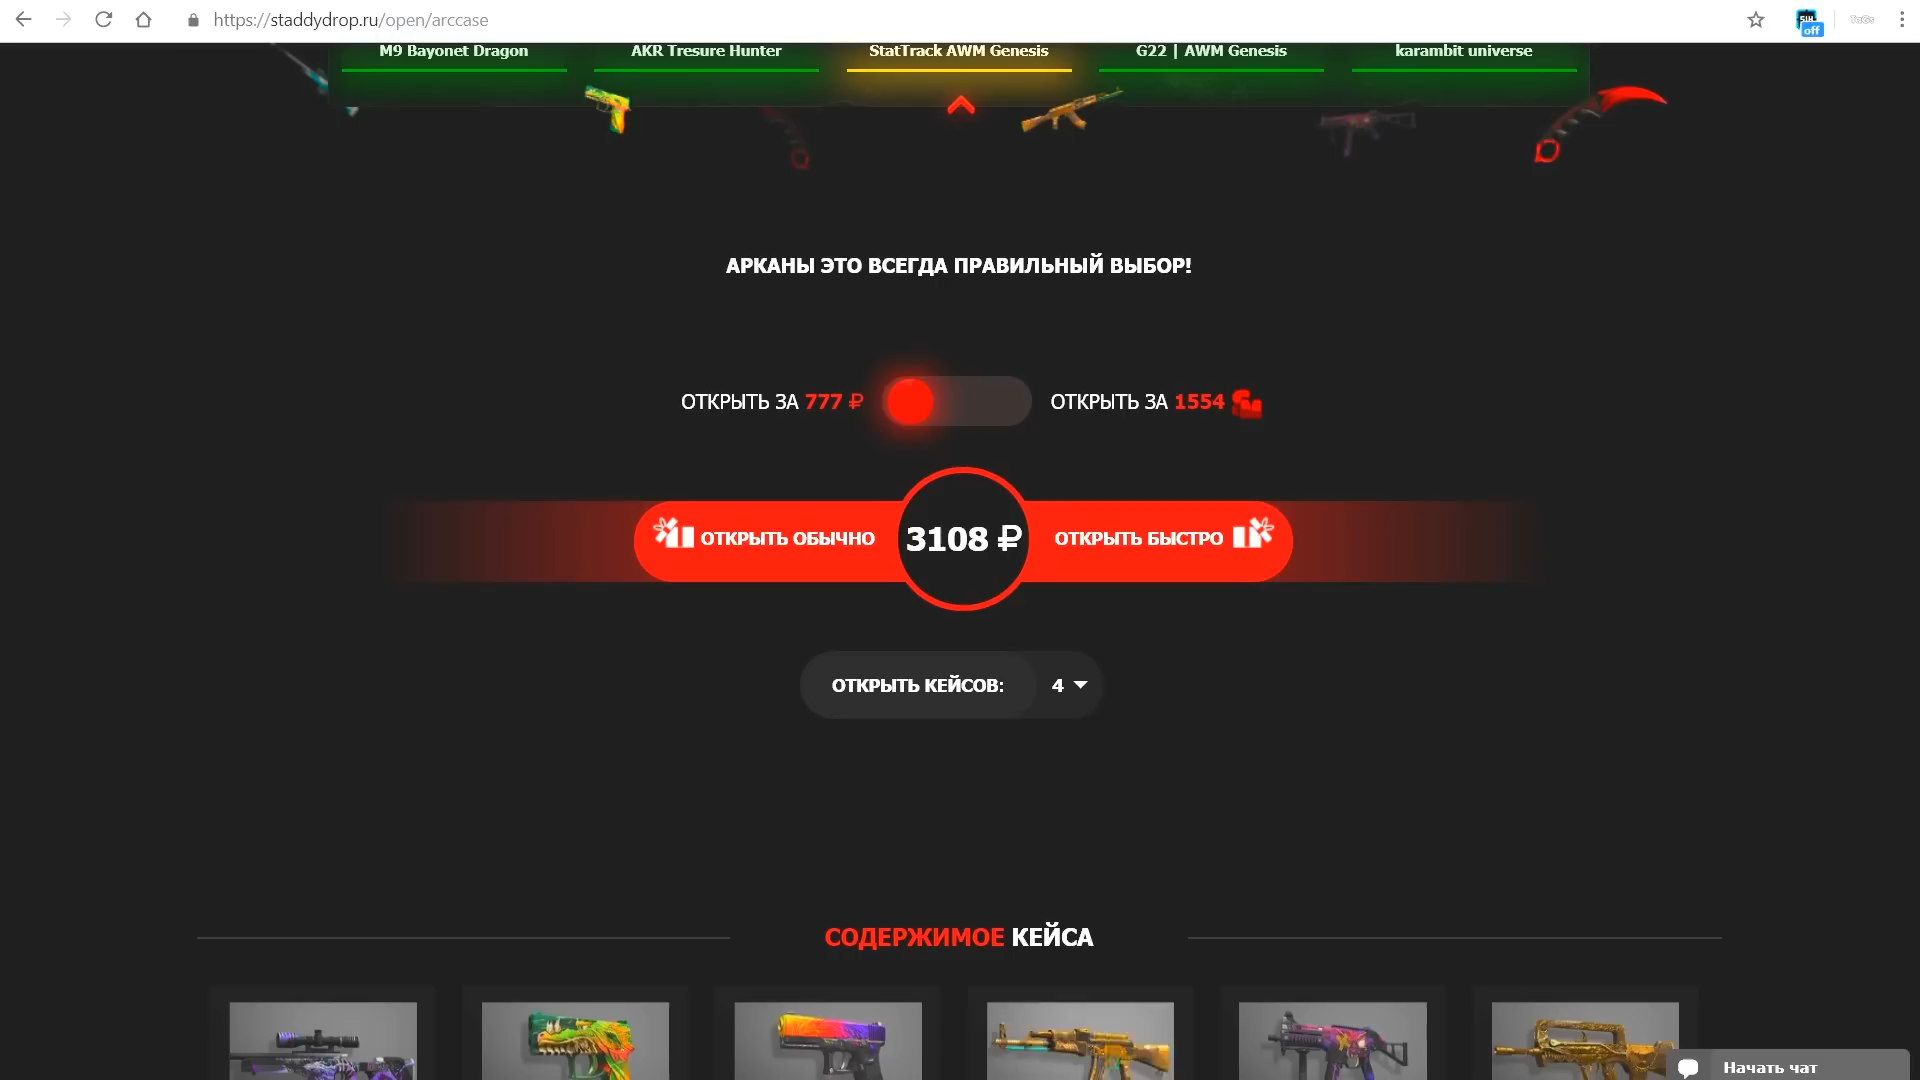 https://staddydrop.ru/open/arccase
off
M9 Bayonet Dragon
AKR Tresure Hunter
StatTrack AWM Genesis
G22 | AWM Genesis
karambit universe
АРКАНЫ ЭТО ВСЕГДА ПРАВИЛЬНЫЙ ВЫБОР!
ОТКРЫТЬ ЗА 777 ₽
ОТКРЫТЬ ЗА 1554
ОТКРЫТЬ ОБЫЧНО
3108 ₽
ОТКРЫТЬ БЫСТРО
ОТКРЫТЬ КЕЙСОВ: 4
СОДЕРЖИМОЕ КЕЙСА
Начать чат